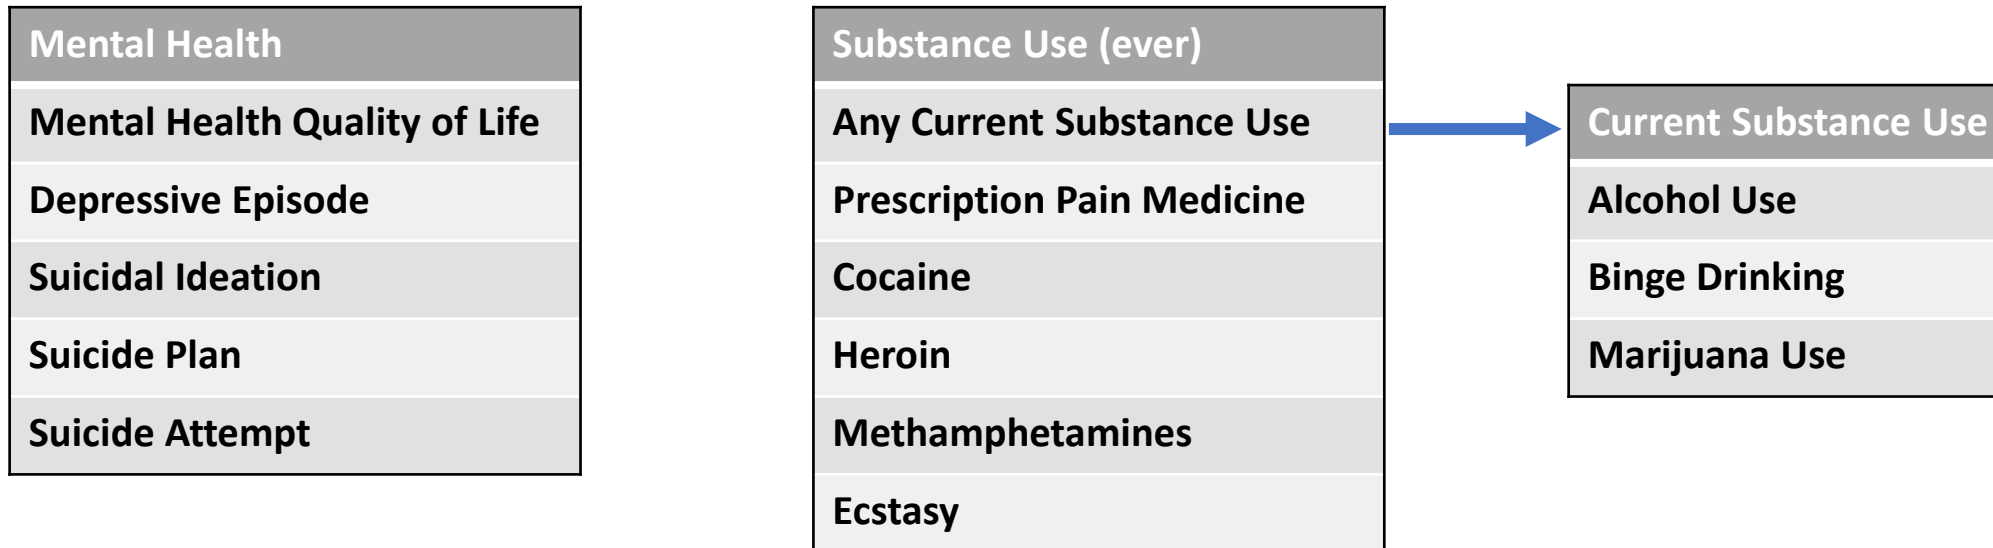 Mental Health
Mental Health Quality of Life
Depressive Episode
Suicidal Ideation
Suicide Plan
Suicide Attempt
Substance Use (ever)
Any Current Substance Use
Prescription Pain Medicine
Cocaine
Heroin
Methamphetamines
Ecstasy
Current Substance Use
Alcohol Use
Binge Drinking
Marijuana Use